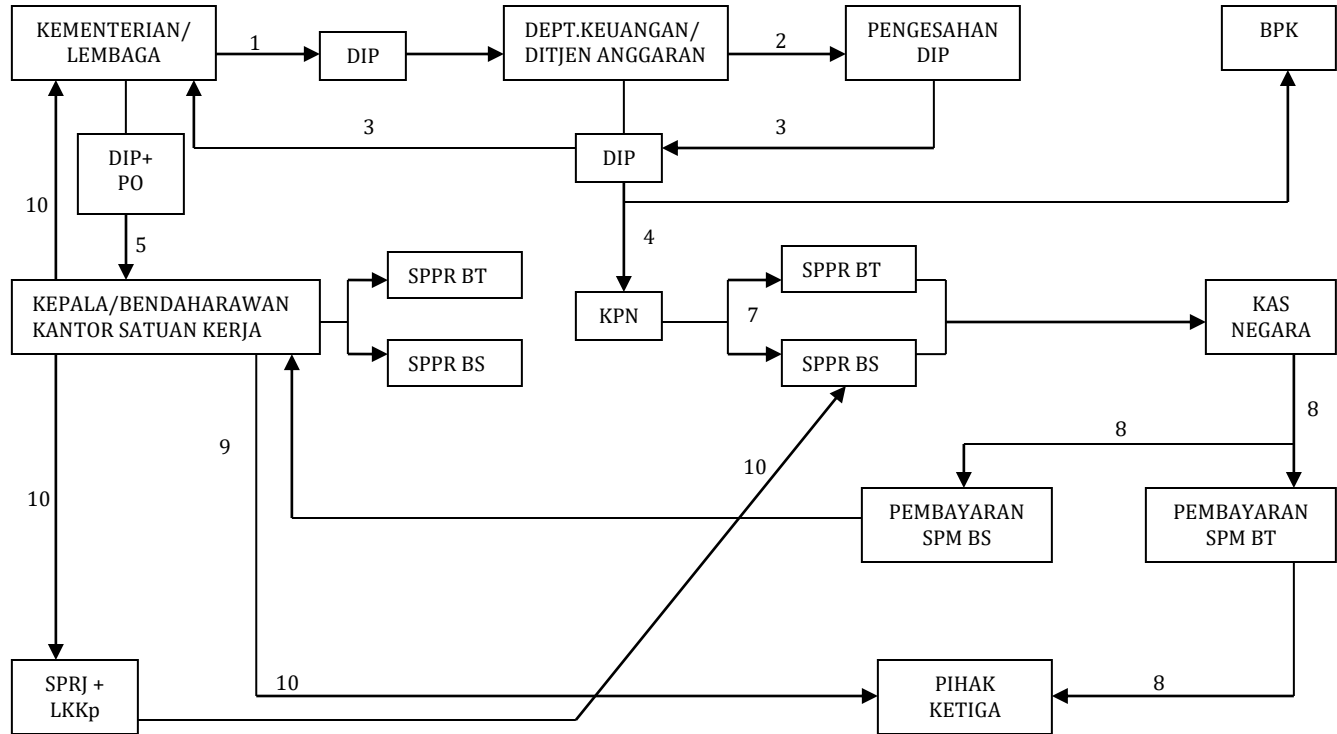 KEMENTERIAN/
LEMBAGA
1
DIP
DEPT.KEUANGAN/
DITJEN ANGGARAN
2
PENGESAHAN
DIP
BPK
3
3
DIP+
PO
DIP
10
5
4
KEPALA/BENDAHARAWAN
KANTOR SATUAN KERJA
SPPR BT
SPPR BS
KPN
7
SPPR BT
SPPR BS
KAS
NEGARA
9
8
8
10
10
PEMBAYARAN
SPM BS
PEMBAYARAN
SPM BT
SPRJ +
LKKp
10
PIHAK
KETIGA
8